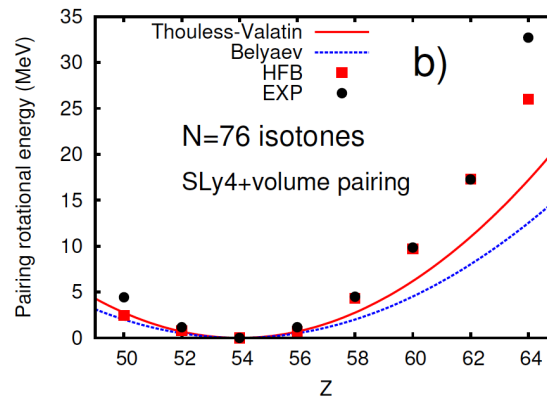 Thouless-Valatin
Belyaev
HFB
EXP
b)
N=76 isotones
SLy4+volume pairing
Pairing rotational energy (MeV)
35
30
25
20
15
10
5
0
50 52 54 56 58 60 62 64
Z